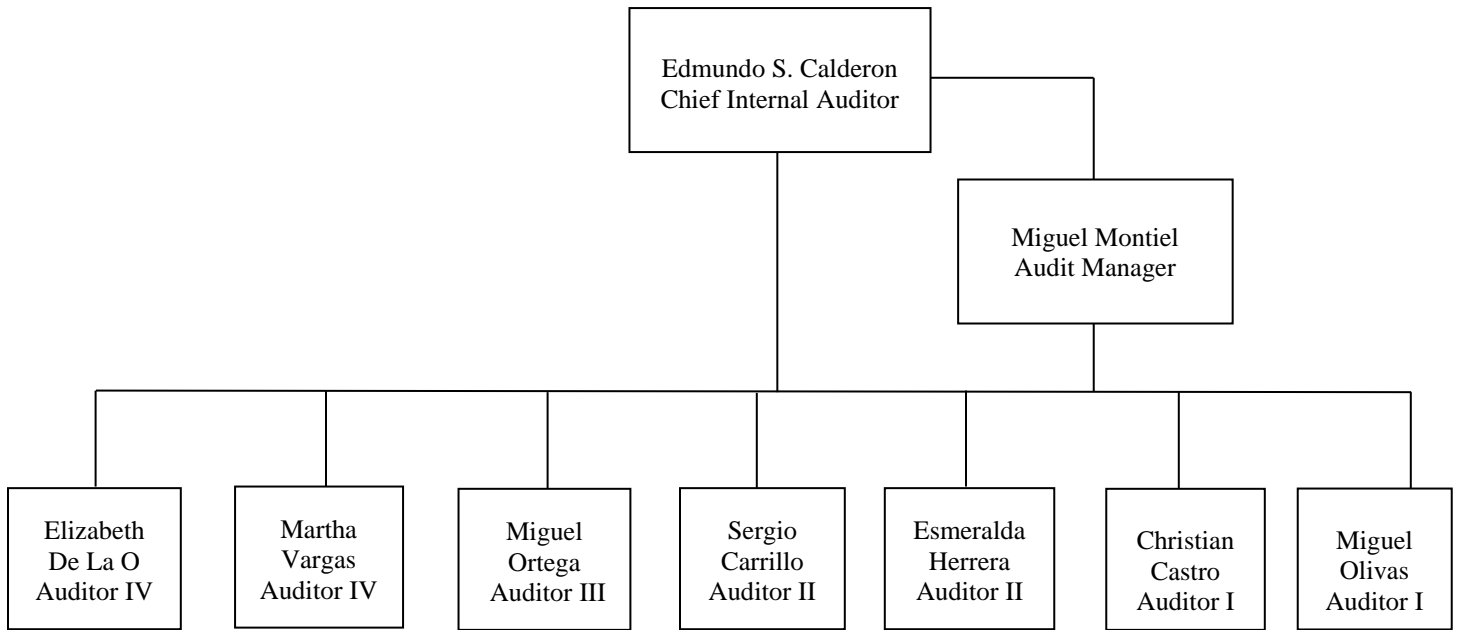 Edmundo S. Calderon
Chief Internal Auditor
Miguel Montiel
Audit Manager
Elizabeth
De La O
Auditor IV
Martha
Vargas
Auditor IV
Miguel
Ortega
Auditor III
Sergio
Carrillo
Auditor II
Esmeralda
Herrera
Auditor II
Christian
Castro
Auditor I
Miguel
Olivas
Auditor I